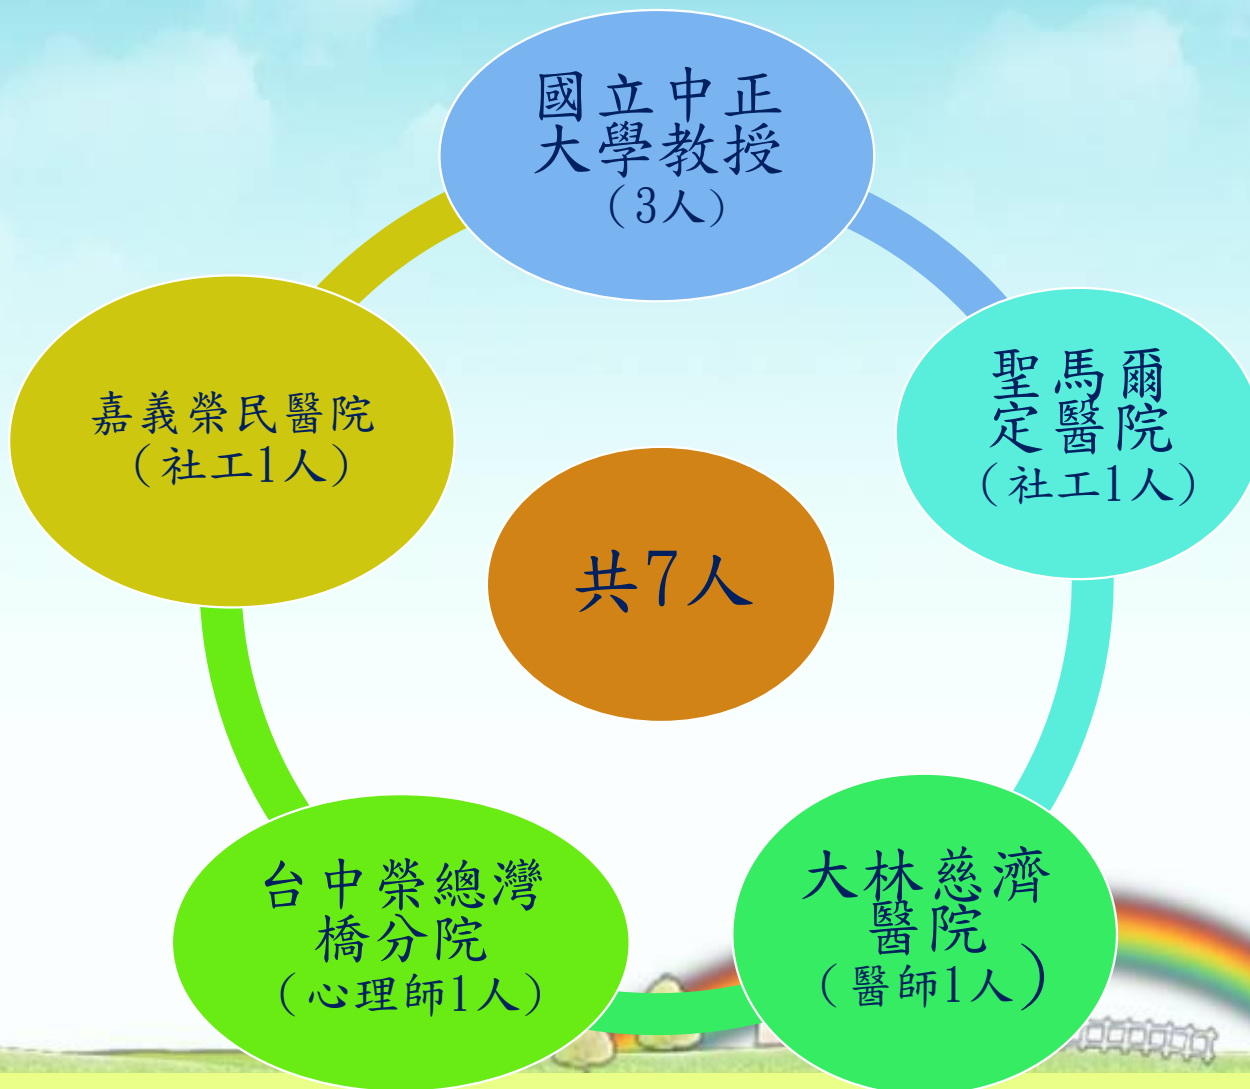 國立中正
大學教授
（3人）
聖馬爾
定醫院
（社工1人）
大林慈濟
醫院
（醫師1人）
台中榮總灣
橋分院
（心理師1人）
嘉義榮民醫院
（社工1人）
共7人